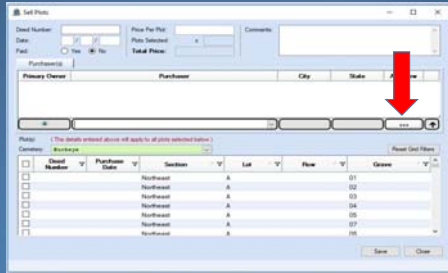 Sell Plots
Deed Number: Price Per Plot: Comments:
Date: / / Plots Selected: x
Paid: Yes No Total Price:
Purchaser(s)
Primary Owner Purchaser City State
...
Plot(s): (The details entered above will apply to all plots selected below)
Cemetery: Buckeye Reset Grid Filters
Deed Number Purchase Date Section Lot Row Grave
Northeast A 01
Northeast A 02
Northeast A 03
Northeast A 04
Northeast A 05
Northeast A 07
Northeast A 08
Save Close